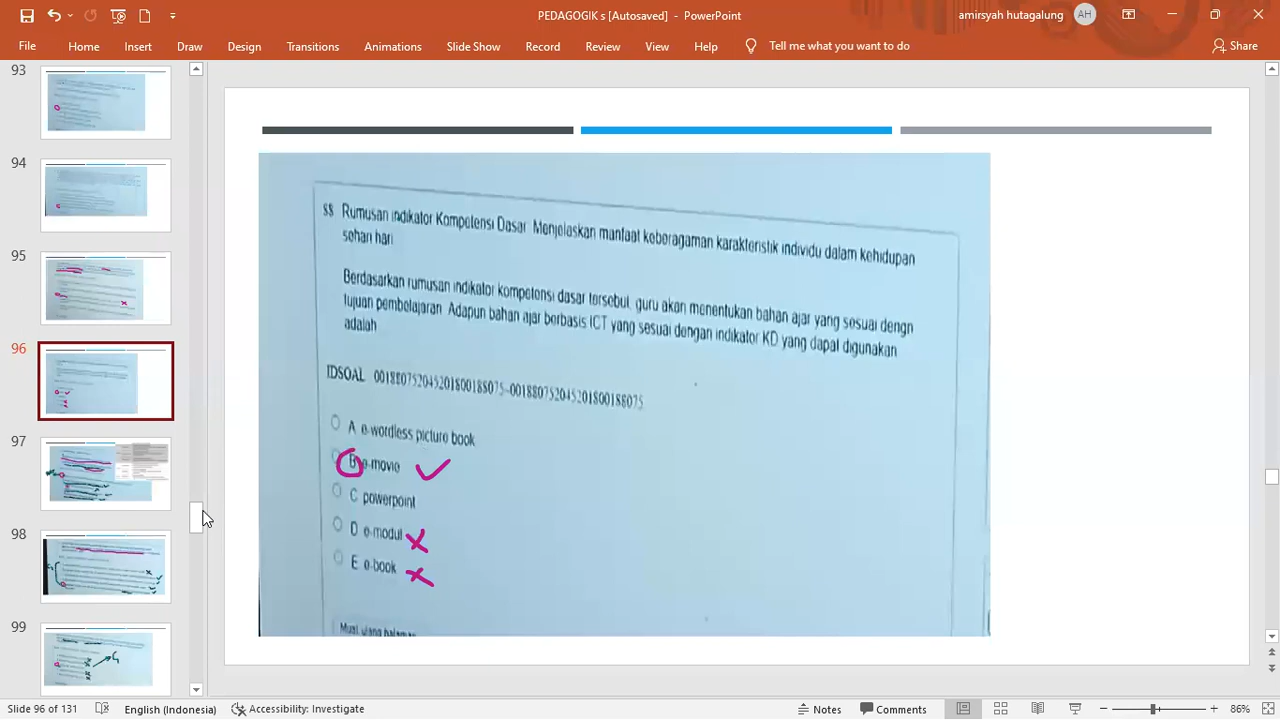 PEDAGOGIK s [Autosaved] - PowerPoint
amirsyah hutagalung
AH
File
Home
Insert
Draw
Design
Transitions
Animations
Slide Show
Record
Review
View
Help
Tell me what you want to do
Share
93
94
95
96
97
98
99
Rumusan indikator Kompetensi Dasar Menjelaskan manfaat keberagaman karakteristik individu dalam kehidupan
sehari hari
Berdasarkan rumusan indikator kompetensi dasar tersebut, guru akan menentukan bahan ajar yang sesuai dengn
tujuan pembelajaran Adapun bahan ajar berbasis ICT yang sesuai dengan indikator KD yang dapat digunakan
adalah
IDSOAL 001880752045201800188075-001880752045201800188075
A e-wordless picture book
B e-movie
C powerpoint
D e-modul
E e-book
Muat ulang halaman
Slide 96 of 131
English (Indonesia)
Accessibility: Investigate
Notes
Comments
86%